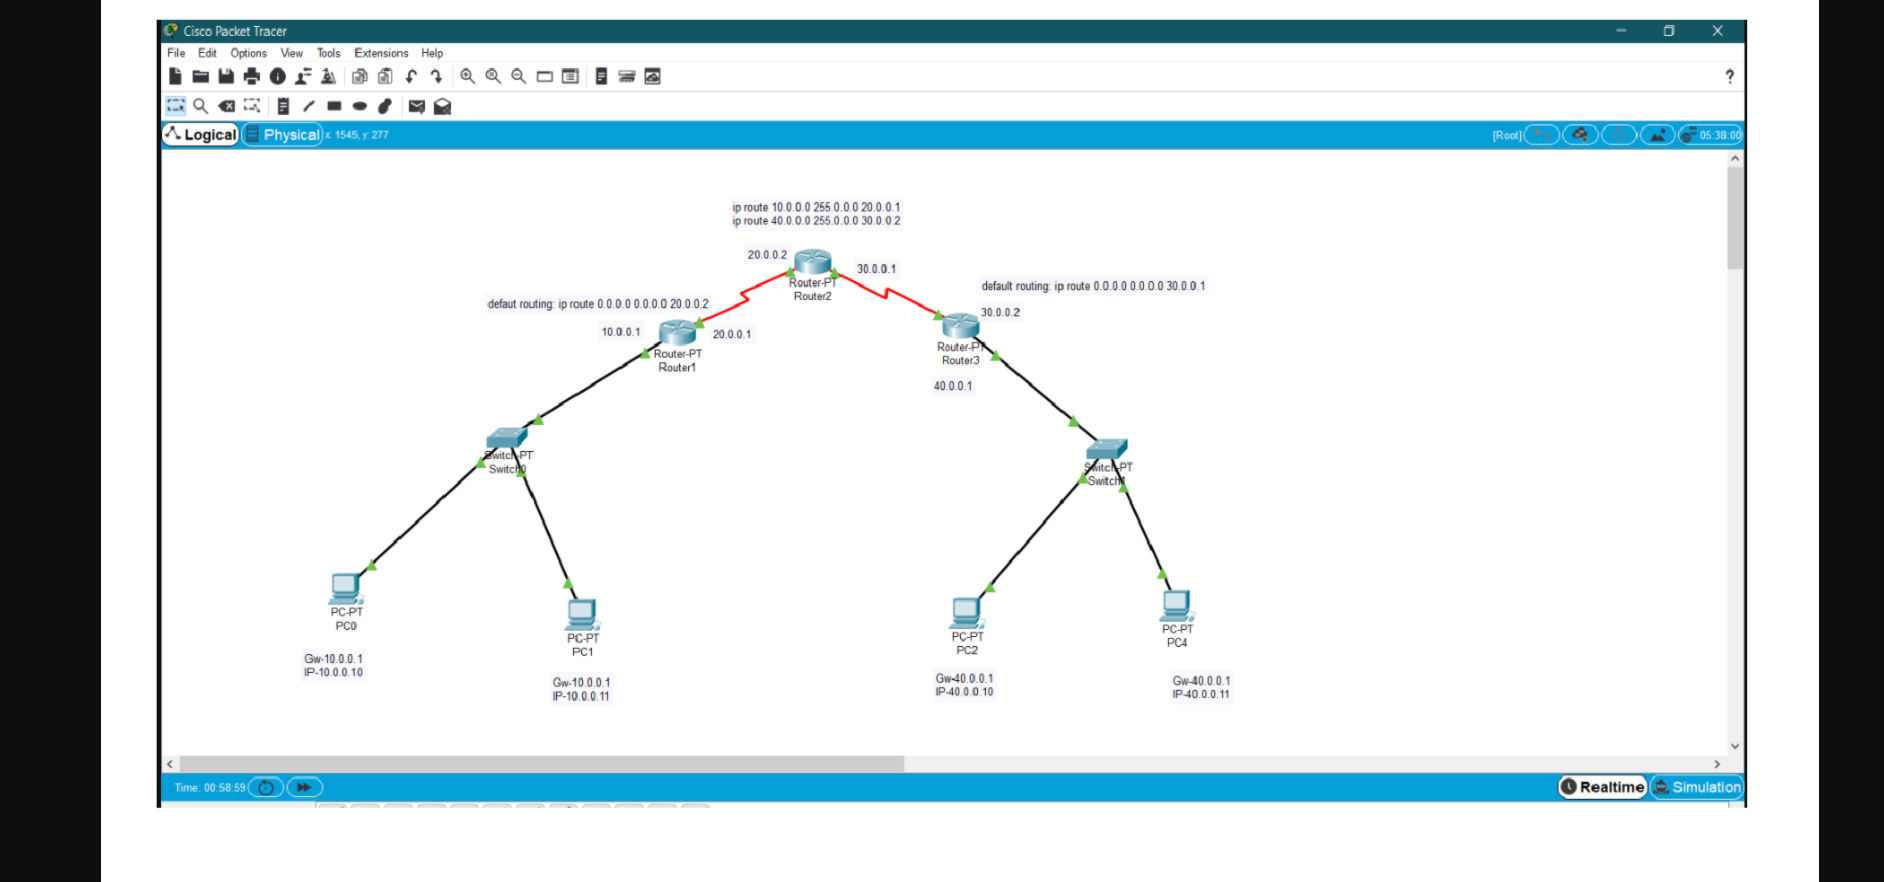 Cisco Packet Tracer
File Edit Options View Tools Extensions Help
?
Logical Physical x: 1545, y: 277
[Root] 05:38:00
ip route 10.0.0.0 255.0.0.0 20.0.0.1
ip route 40.0.0.0 255.0.0.0 30.0.0.2
20.0.0.2
30.0.0.1
Router-PT
Router2
default routing: ip route 0.0.0.0 0.0.0.0 30.0.0.1
defaut routing: ip route 0.0.0.0 0.0.0.0 20.0.0.2
30.0.0.2
10.0.0.1
20.0.0.1
Router-PT
Router1
Router-PT
Router3
40.0.0.1
Switch-PT
Switch0
Switch-PT
Switch1
PC-PT
PC0
PC-PT
PC1
PC-PT
PC2
PC-PT
PC4
Gw-10.0.0.1
IP-10.0.0.10
Gw-10.0.0.1
IP-10.0.0.11
Gw-40.0.0.1
IP-40.0.0.10
Gw-40.0.0.1
IP-40.0.0.11
Time: 00:58:59
Realtime Simulation